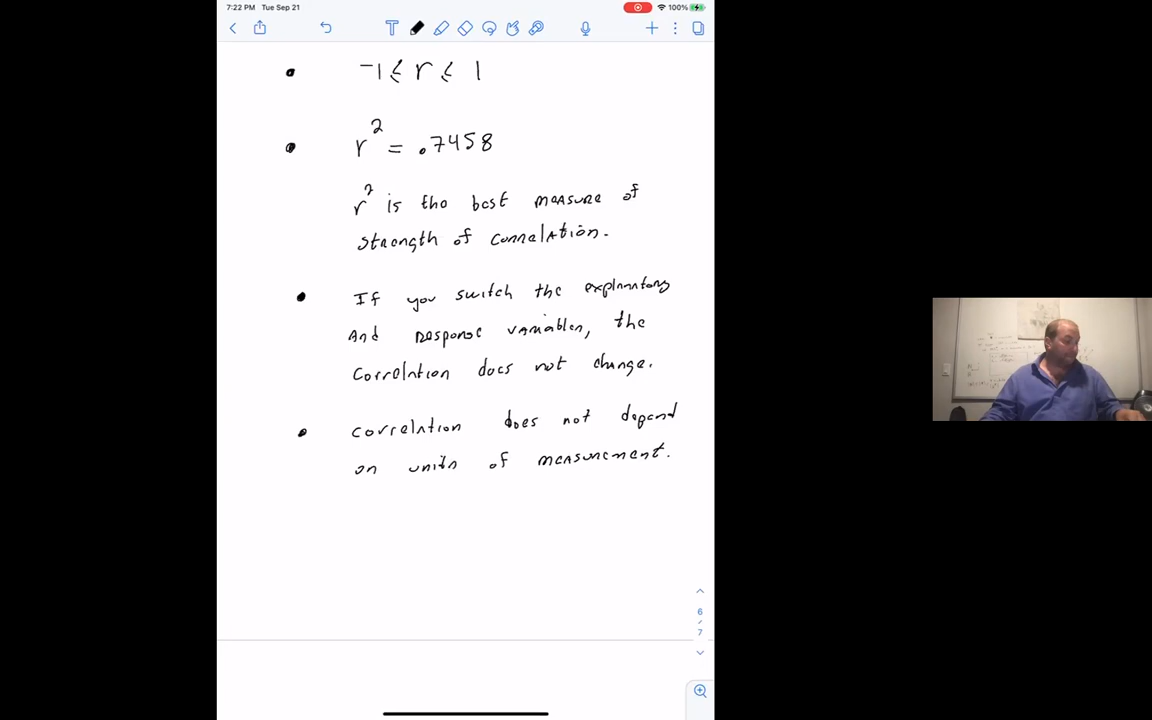 7:22 PM Tue Sep 21
100%
T
• -1 ≤ r ≤ 1
• r² = .7458
r² is the best measure of
strength of correlation.
• If you switch the explanatory
and response variables, the
correlation does not change.
• correlation does not depend
on units of measurement.
6
/
7